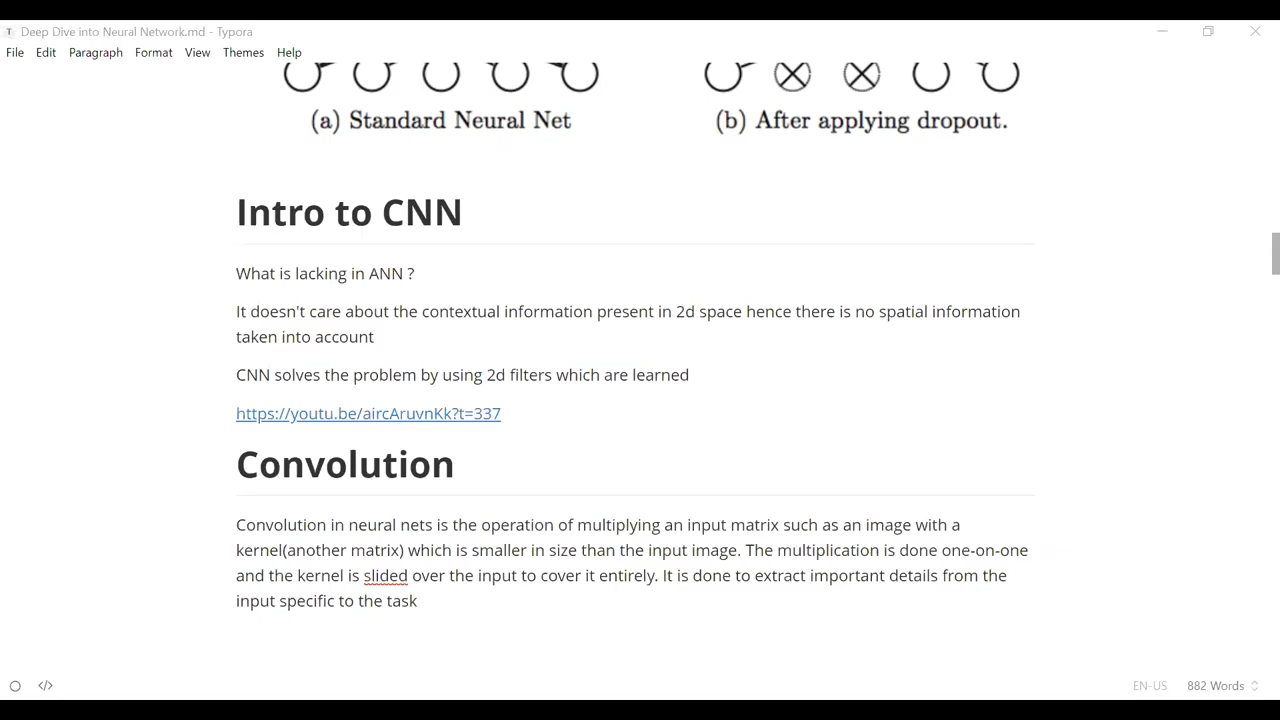 T Deep Dive into Neural Network.md - Typora
File Edit Paragraph Format View Themes Help
(a) Standard Neural Net (b) After applying dropout.
Intro to CNN
What is lacking in ANN ?
It doesn't care about the contextual information present in 2d space hence there is no spatial information
taken into account
CNN solves the problem by using 2d filters which are learned
https://youtu.be/aircAruvnKk?t=337
Convolution
Convolution in neural nets is the operation of multiplying an input matrix such as an image with a
kernel(another matrix) which is smaller in size than the input image. The multiplication is done one-on-one
and the kernel is slided over the input to cover it entirely. It is done to extract important details from the
input specific to the task
</> EN-US 882 Words